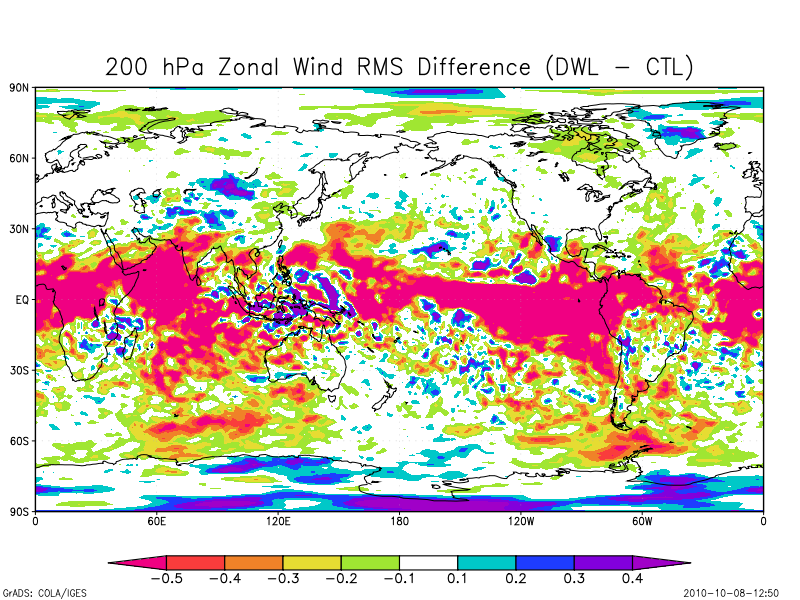 200 hPa Zonal Wind RMS Difference (DWL − CTL)
90N
60N
30N
EQ
30S
60S
90S
0 60E 120E 180 120W 60W 0
−0.5 −0.4 −0.3 −0.2 −0.1 0.1 0.2 0.3 0.4
GrADS: COLA/IGES 2010-10-08-12:50